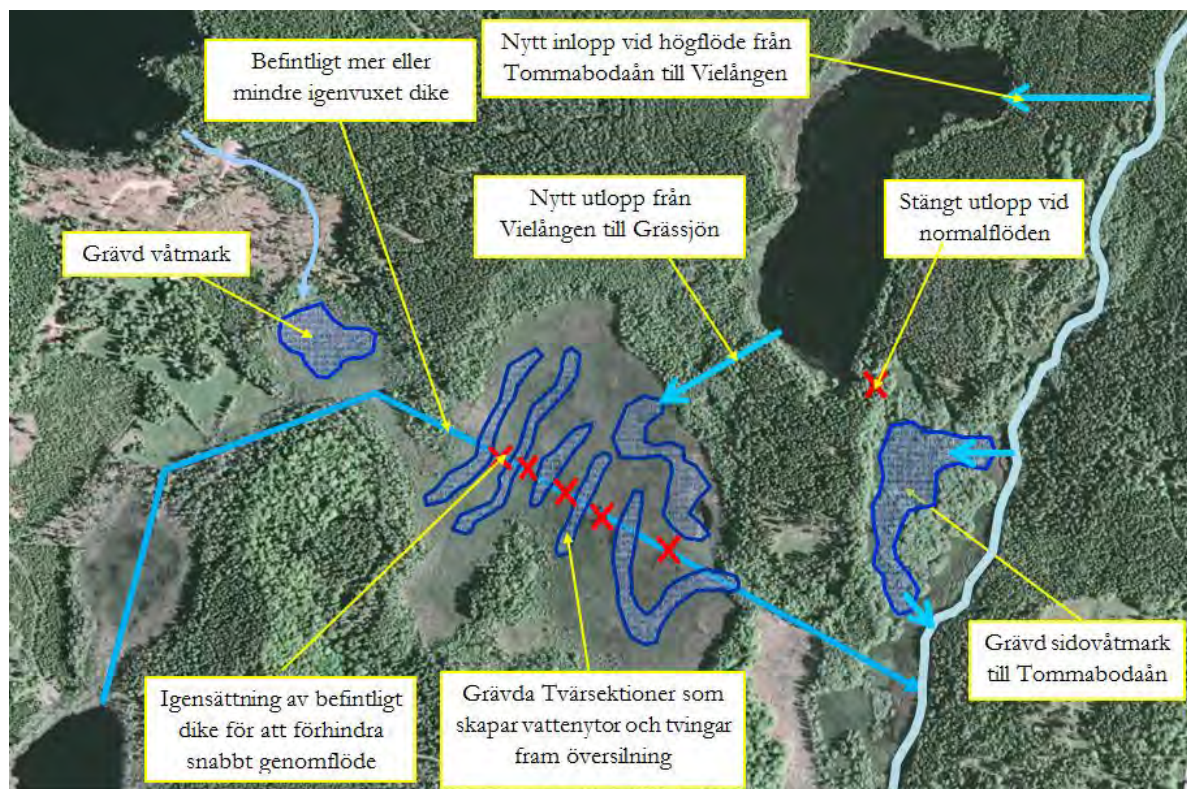 Befintligt mer eller
mindre igenvuxet dike
Nytt inlopp vid högflöde från
Tommabodaån till Vielången
Nytt utlopp från
Vielången till Grässjön
Stängt utlopp vid
normalflöden
Grävd våtmark
Igensättning av befintligt
dike för att förhindra
snabbt genomflöde
Grävda Tvärsektioner som
skapar vattenytor och tvingar
fram översilning
Grävd sidovåtmark
till Tommabodaån